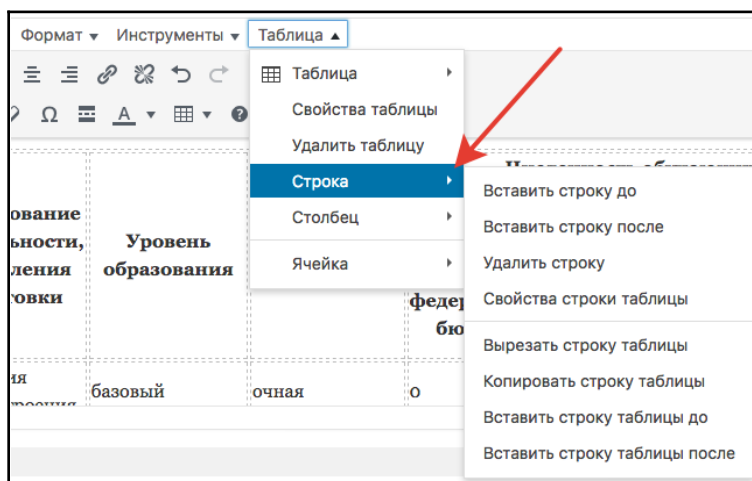 Формат Инструменты Таблица
Ω A
Таблица
Свойства таблицы
Удалить таблицу
Строка
Столбец
Ячейка
Вставить строку до
Вставить строку после
Удалить строку
Свойства строки таблицы
Вырезать строку таблицы
Копировать строку таблицы
Вставить строку таблицы до
Вставить строку таблицы после
Уровень
образования
базовый
очная